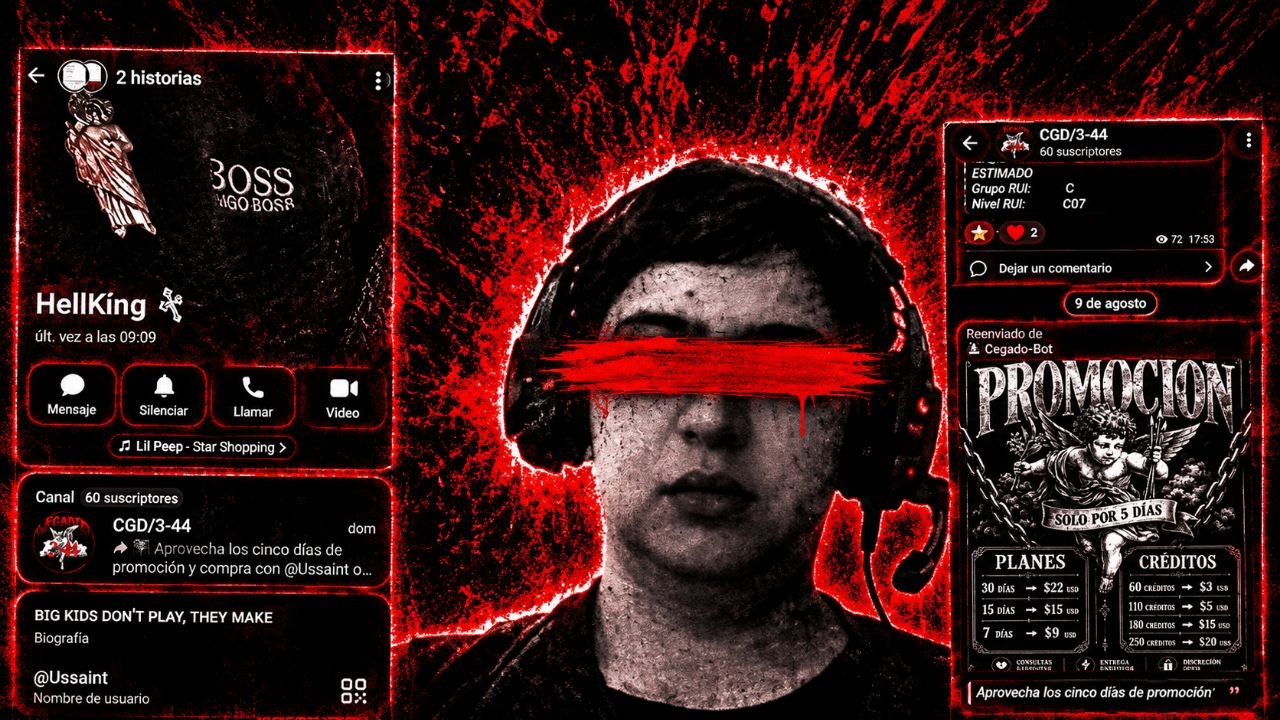 2 historias
BOSS
HellKíng
últ. vez a las 09:09
Mensaje
Silenciar
Llamar
Video
Lil Peep - Star Shopping
Canal 60 suscriptores
CGD/3-44
dom
Aprovecha los cinco días de
promoción y compra con @Ussaint o...
BIG KIDS DON'T PLAY, THEY MAKE
Biografía
@Ussaint
Nombre de usuario
CGD/3-44
60 suscriptores
ESTIMADO
Grupo RUI: C
Nivel RUI: C07
2
72 17:53
Dejar un comentario
9 de agosto
Reenviado de
Cegado-Bot
PROMOCION
SOLO POR 5 DÍAS
PLANES
30 DÍAS → $22 USD
15 DÍAS → $15 USD
7 DÍAS → $9 USD
CRÉDITOS
60 CRÉDITOS → $3 USD
110 CRÉDITOS → $5 USD
180 CRÉDITOS → $15 USD
250 CRÉDITOS → $20 USD
CONSULTAS
ENTREGA
DISCRECIÓN
Aprovecha los cinco días de promoción